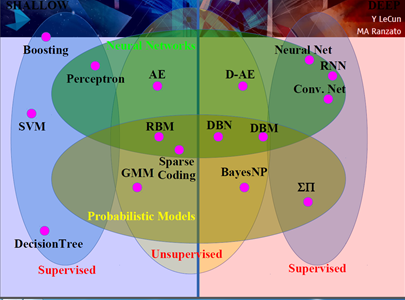 SHALLOW
DEEP
Y LeCun
MA Ranzato
Boosting
Neural Networks
Neural Net
RNN
Perceptron
AE
D-AE
Conv. Net
SVM
RBM
DBN
DBM
Sparse
Coding
GMM
BayesNP
ΣΠ
Probabilistic Models
DecisionTree
Unsupervised
Supervised
Supervised